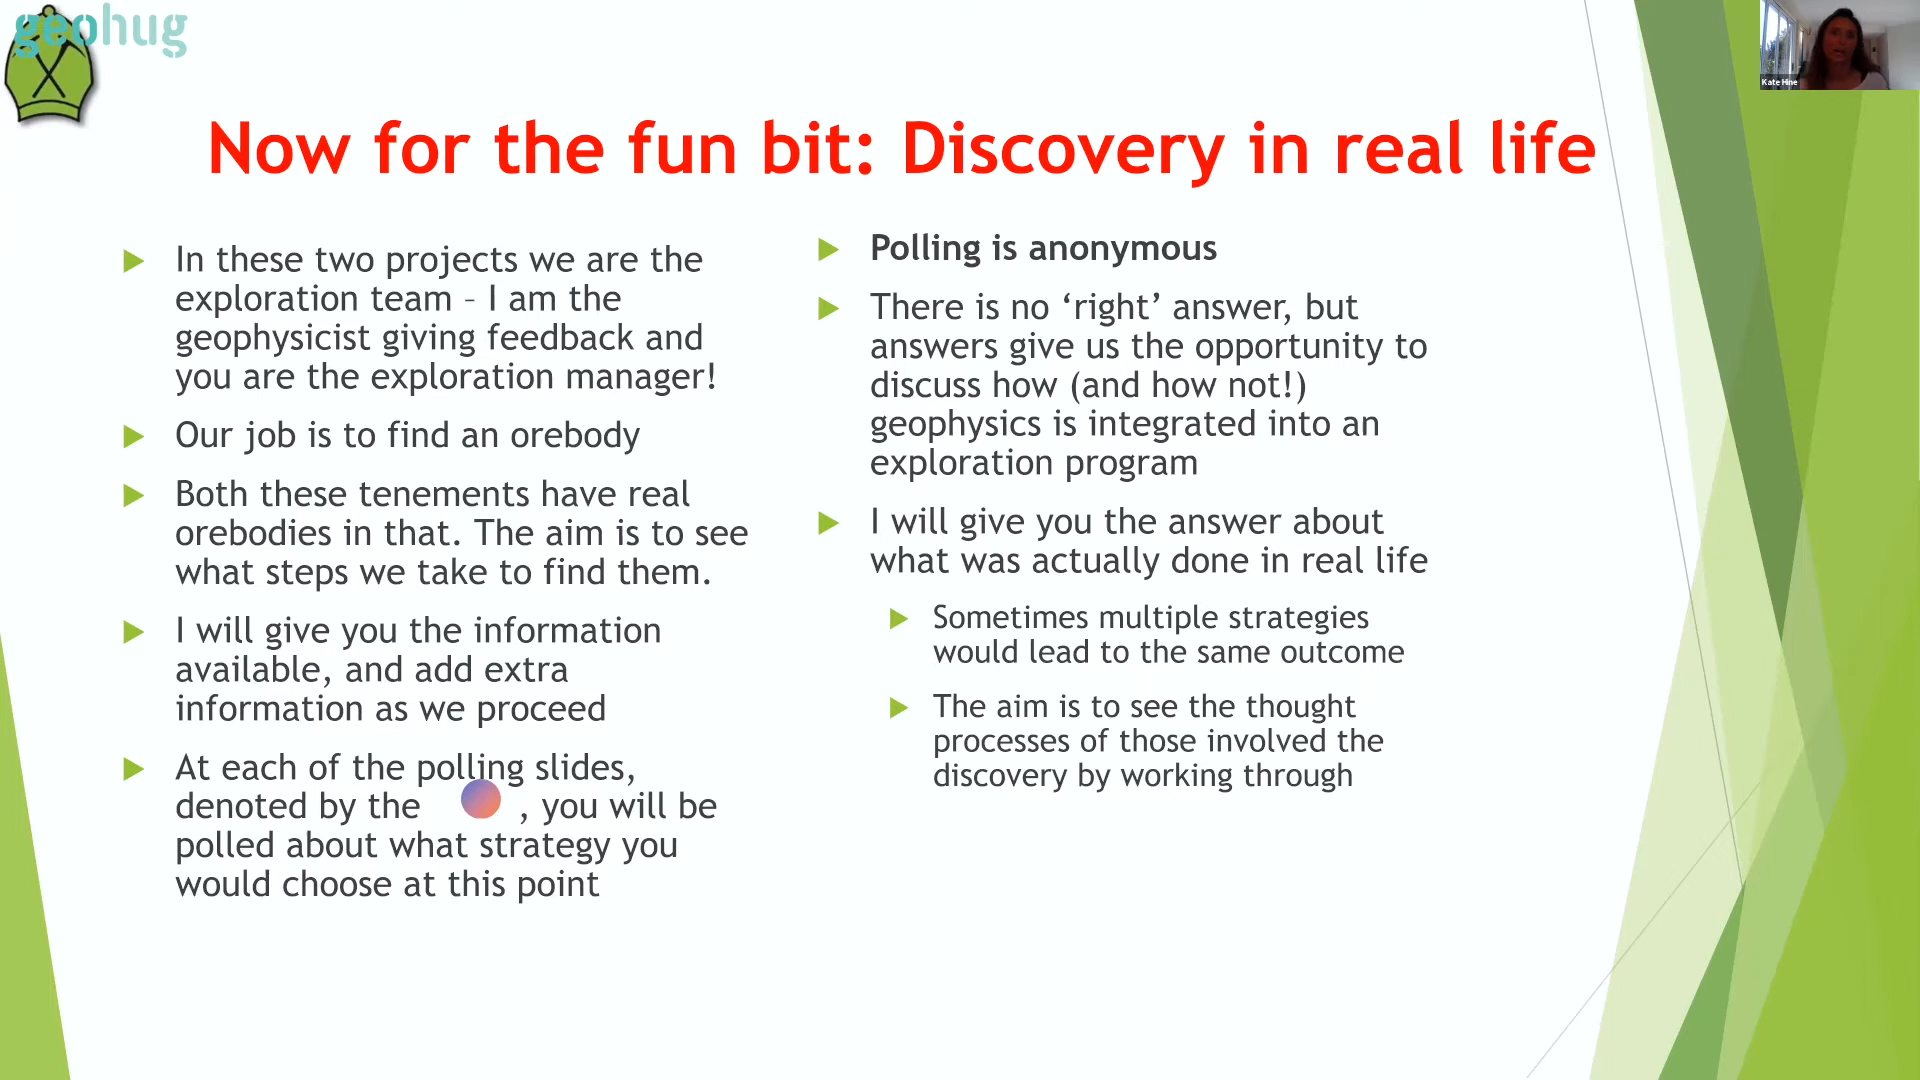 geohug
Kate Hine
Now for the fun bit: Discovery in real life
In these two projects we are the
exploration team – I am the
geophysicist giving feedback and
you are the exploration manager!
Our job is to find an orebody
Both these tenements have real
orebodies in that. The aim is to see
what steps we take to find them.
I will give you the information
available, and add extra
information as we proceed
At each of the polling slides,
denoted by the , you will be
polled about what strategy you
would choose at this point
Polling is anonymous
There is no ‘right’ answer, but
answers give us the opportunity to
discuss how (and how not!)
geophysics is integrated into an
exploration program
I will give you the answer about
what was actually done in real life
Sometimes multiple strategies
would lead to the same outcome
The aim is to see the thought
processes of those involved the
discovery by working through